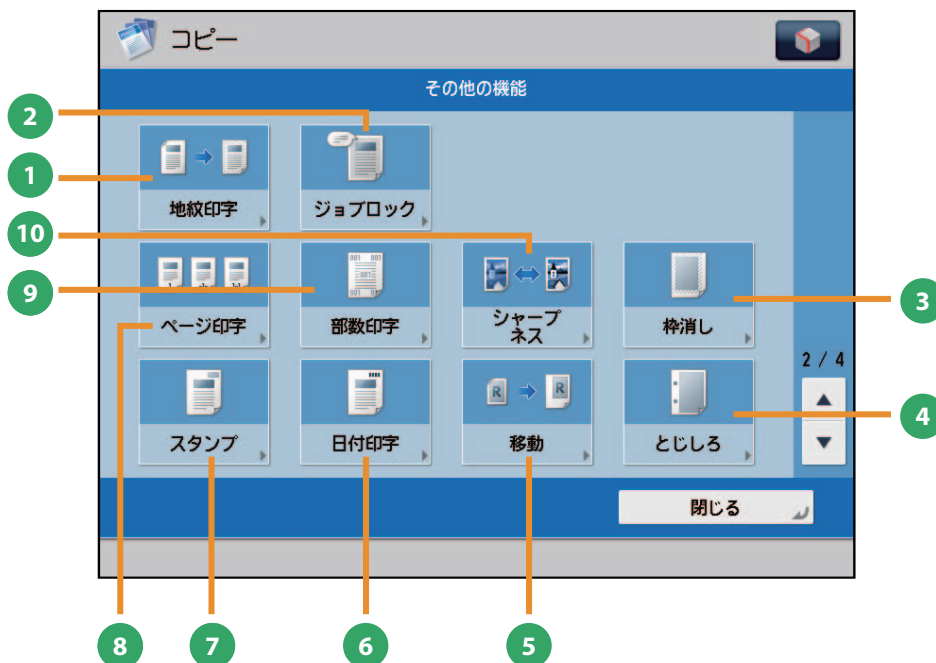 コピー
その他の機能
2
1
地紋印字
ジョブロック
10
9
ページ印字
部数印字
シャープ
ネス
枠消し
3
2 / 4
スタンプ
日付印字
移動
とじしろ
4
閉じる
8
7
6
5